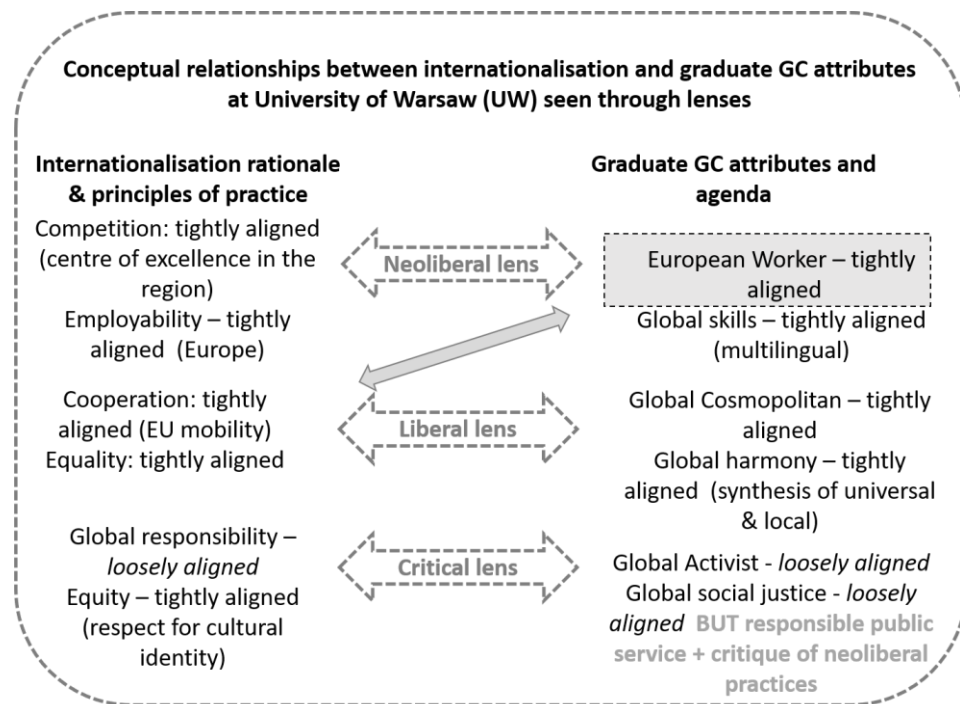 Conceptual relationships between internationalisation and graduate GC attributes
at University of Warsaw (UW) seen through lenses
Internationalisation rationale
& principles of practice
Competition: tightly aligned
(centre of excellence in the
region)
Employability – tightly
aligned (Europe)
Cooperation: tightly
aligned (EU mobility)
Equality: tightly aligned
Global responsibility –
loosely aligned
Equity – tightly aligned
(respect for cultural
identity)
Neoliberal lens
Liberal lens
Critical lens
Graduate GC attributes and
agenda
European Worker – tightly
aligned
Global skills – tightly aligned
(multilingual)
Global Cosmopolitan – tightly
aligned
Global harmony – tightly
aligned (synthesis of universal
& local)
Global Activist - loosely aligned
Global social justice - loosely
aligned BUT responsible public
service + critique of neoliberal
practices